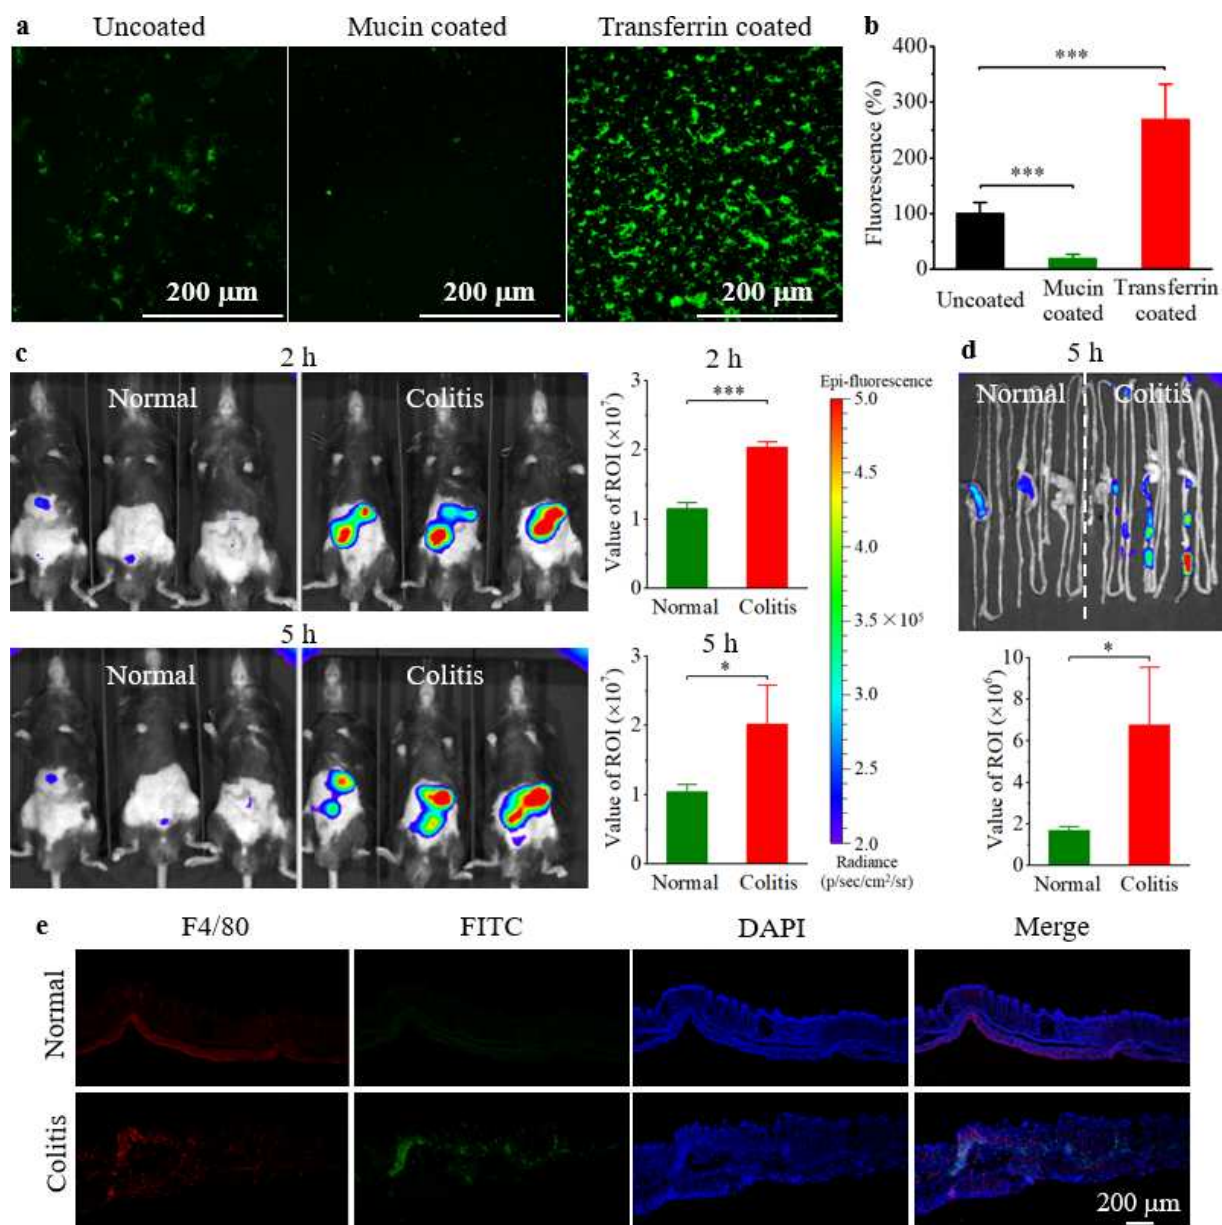 a
Uncoated
Mucin coated
Transferrin coated
200 μm
200 μm
200 μm
b
Fluorescence (%)
400
300
200
100
0
***
***
Uncoated
Mucin
coated
Transferrin
coated
c
2 h
Normal
Colitis
5 h
Normal
Colitis
2 h
Value of ROI (×10⁷)
3
2
1
0
***
Normal
Colitis
5 h
Value of ROI (×10⁷)
3
2
1
0
*
Normal
Colitis
Epi-fluorescence
5.0
4.5
4.0
3.5 ×10⁵
3.0
2.5
2.0
Radiance
(p/sec/cm²/sr)
d
5 h
Normal
Colitis
Value of ROI (×10⁶)
10
8
6
4
2
0
*
Normal
Colitis
e
F4/80
FITC
DAPI
Merge
Normal
Colitis
200 μm